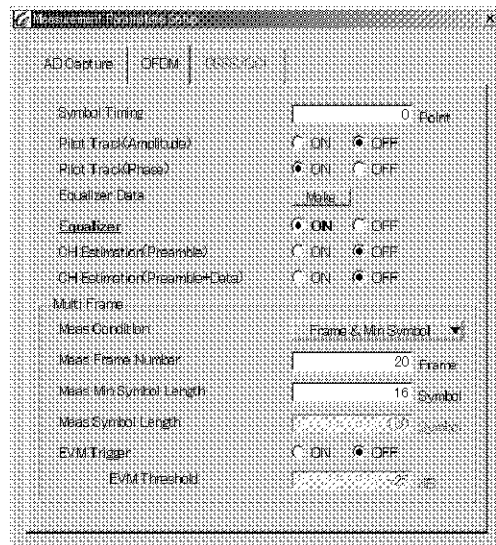 Measurement Parameters Setup
AD Capture OFDM
Symbol Timing 0 Point
Pilot Track(Amplitude) ON OFF
Pilot Track(Phase) ON OFF
Equalizer Data Make
Equalizer ON OFF
CH Estimation(Preamble) ON OFF
CH Estimation(Preamble+Data) ON OFF
Multi Frame
Meas Condition Frame & Min Symbol
Meas Frame Number 20 Frame
Meas Min Symbol Length 16 Symbol
Meas Symbol Length Symbol
EVM Trigger ON OFF
EVM Threshold -25 dB